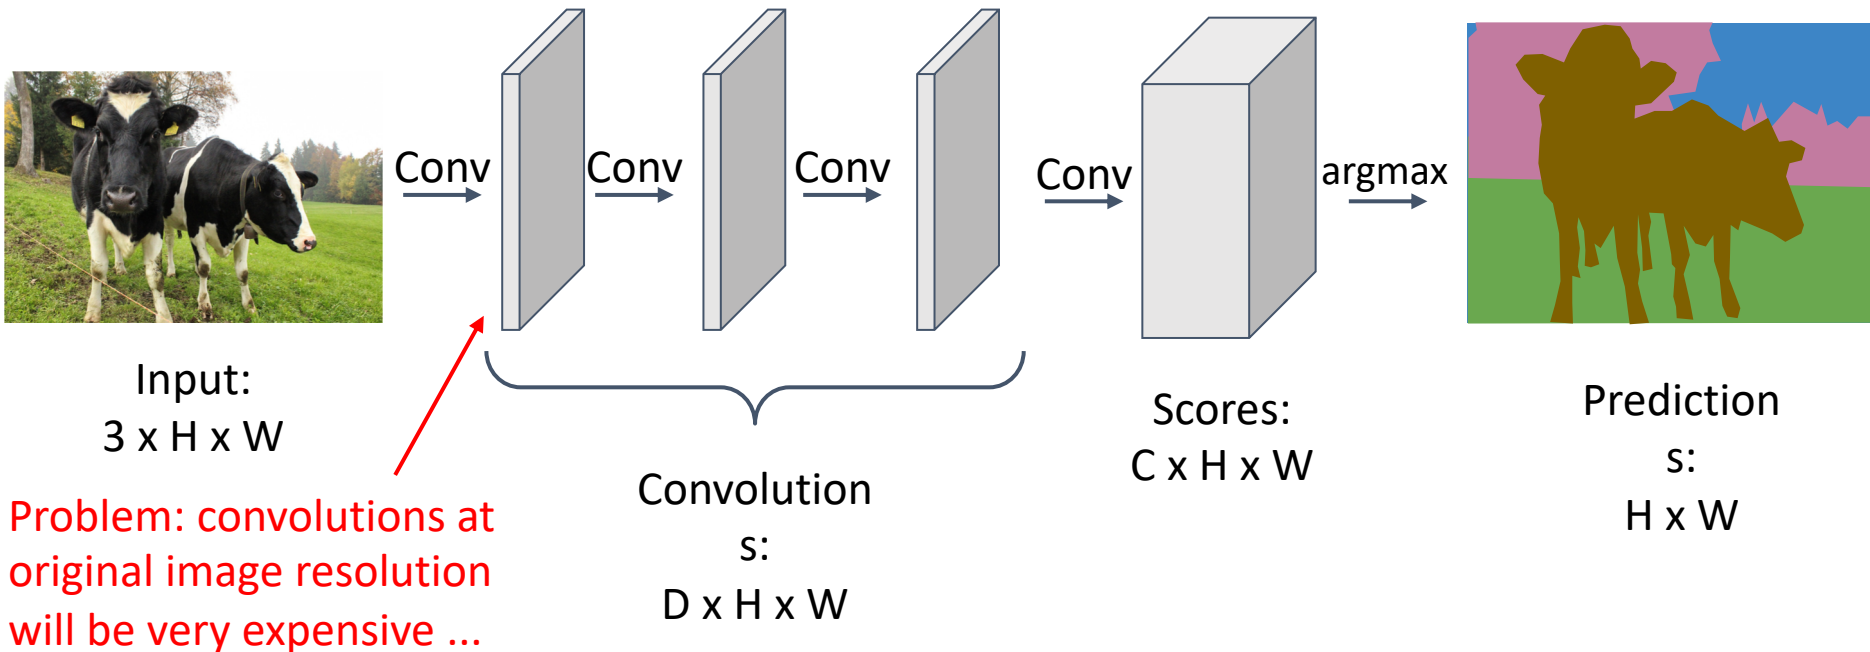 Conv
Conv
Conv
Conv
argmax
Input:
3 x H x W
Convolution
s:
D x H x W
Scores:
C x H x W
Prediction
s:
H x W
Problem: convolutions at
original image resolution
will be very expensive ...